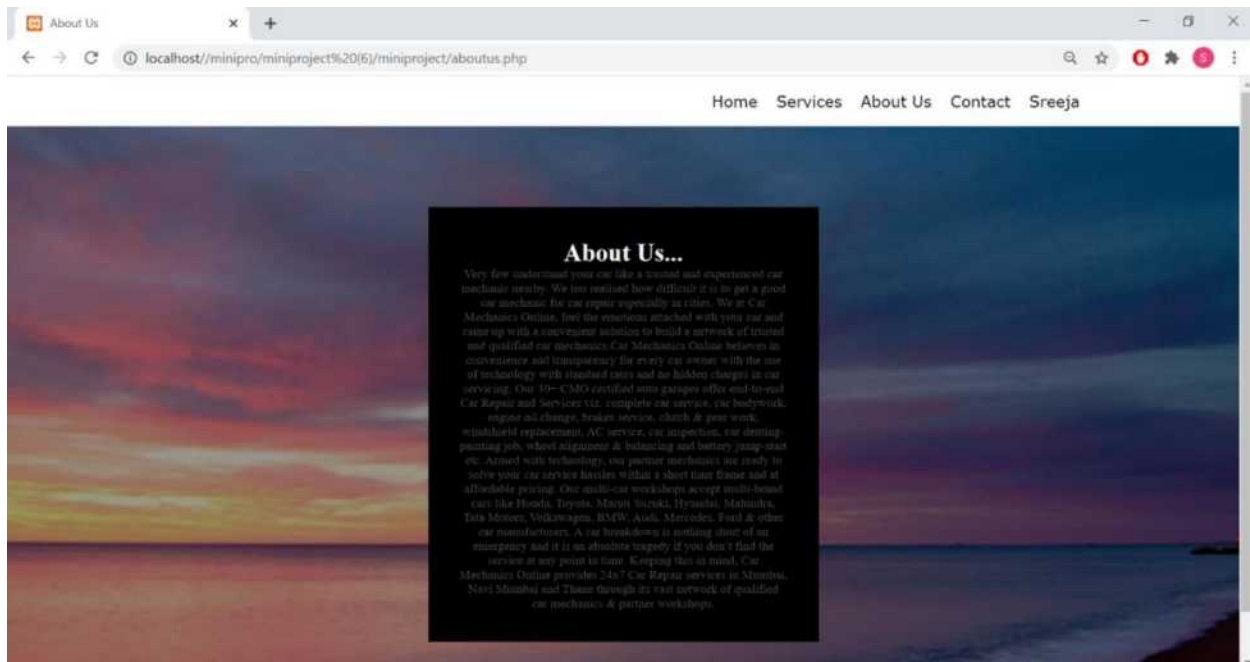 About Us
localhost//minipro/miniproject%20(6)/miniproject/aboutus.php
S
Home Services About Us Contact Sreeja
About Us...
Very few understand your car like a trusted and experienced car
mechanic nearby. We too realised how difficult it is to get a good
car mechanic for car repair especially in cities. We at Car
Mechanics Online, feel the emotions attached with your car and
came up with a convenient solution to build a network of trusted
and qualified car mechanics.Car Mechanics Online believes in
convenience and transparency for every car owner with the use
of technology with standard rates and no hidden charges in car
servicing. Our 30+ CMO certified auto garages offer end-to-end
Car Repair and Services viz. complete car service, car bodywork,
engine oil change, brakes service, clutch & gear work,
windshield replacement, AC service, car inspection, car denting-
painting job, wheel alignment & balancing and battery jump-start
etc. Armed with technology, our partner mechanics are ready to
solve your car service hassles within a short time frame and at
affordable pricing. Our multi-car workshops accept multi-brand
cars like Honda, Toyota, Maruti Suzuki, Hyundai, Mahindra,
Tata Motors, Volkswagen, BMW, Audi, Mercedes, Ford & other
car manufacturers. A car breakdown is nothing short of an
emergency and it is an absolute tragedy if you don't find the
service at any point in time. Keeping this in mind, Car
Mechanics Online provides 24x7 Car Repair services in Mumbai,
Navi Mumbai and Thane through its vast network of qualified
car mechanics & partner workshops.